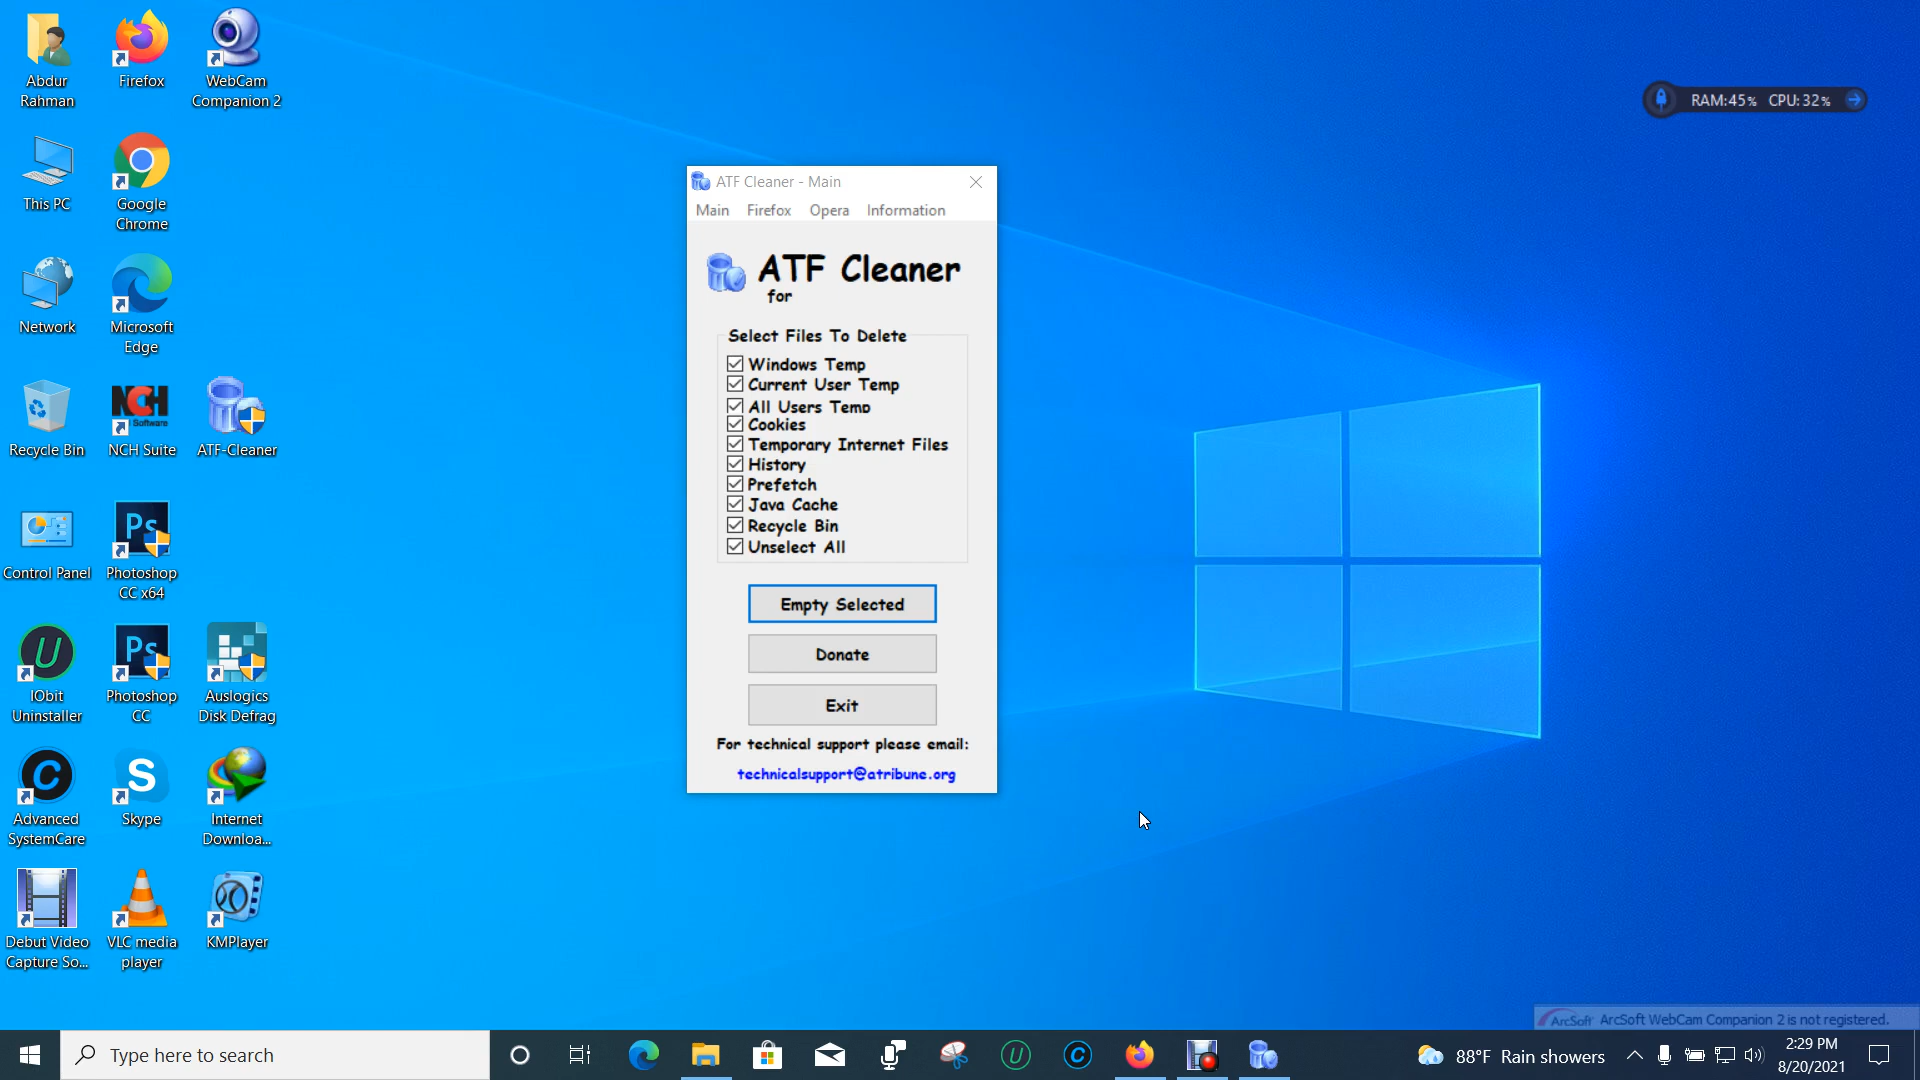 Abdur
Rahman
Firefox
WebCam
Companion 2
This PC
Google
Chrome
Network
Microsoft
Edge
Recycle Bin
NCH
Software
NCH Suite
ATF-Cleaner
Control Panel
Ps
Photoshop
CC x64
IObit
Uninstaller
Ps
Photoshop
CC
Auslogics
Disk Defrag
Advanced
SystemCare
Skype
Internet
Downloa...
Debut Video
Capture So...
VLC media
player
KMPlayer
RAM:45% CPU:32%
ATF Cleaner - Main
Main Firefox Opera Information
ATF Cleaner
for
Select Files To Delete
Windows Temp
Current User Temp
All Users Temp
Cookies
Temporary Internet Files
History
Prefetch
Java Cache
Recycle Bin
Unselect All
Empty Selected
Donate
Exit
For technical support please email:
technicalsupport@atribune.org
ArcSoft ArcSoft WebCam Companion 2 is not registered.
Type here to search
88°F Rain showers
2:29 PM
8/20/2021